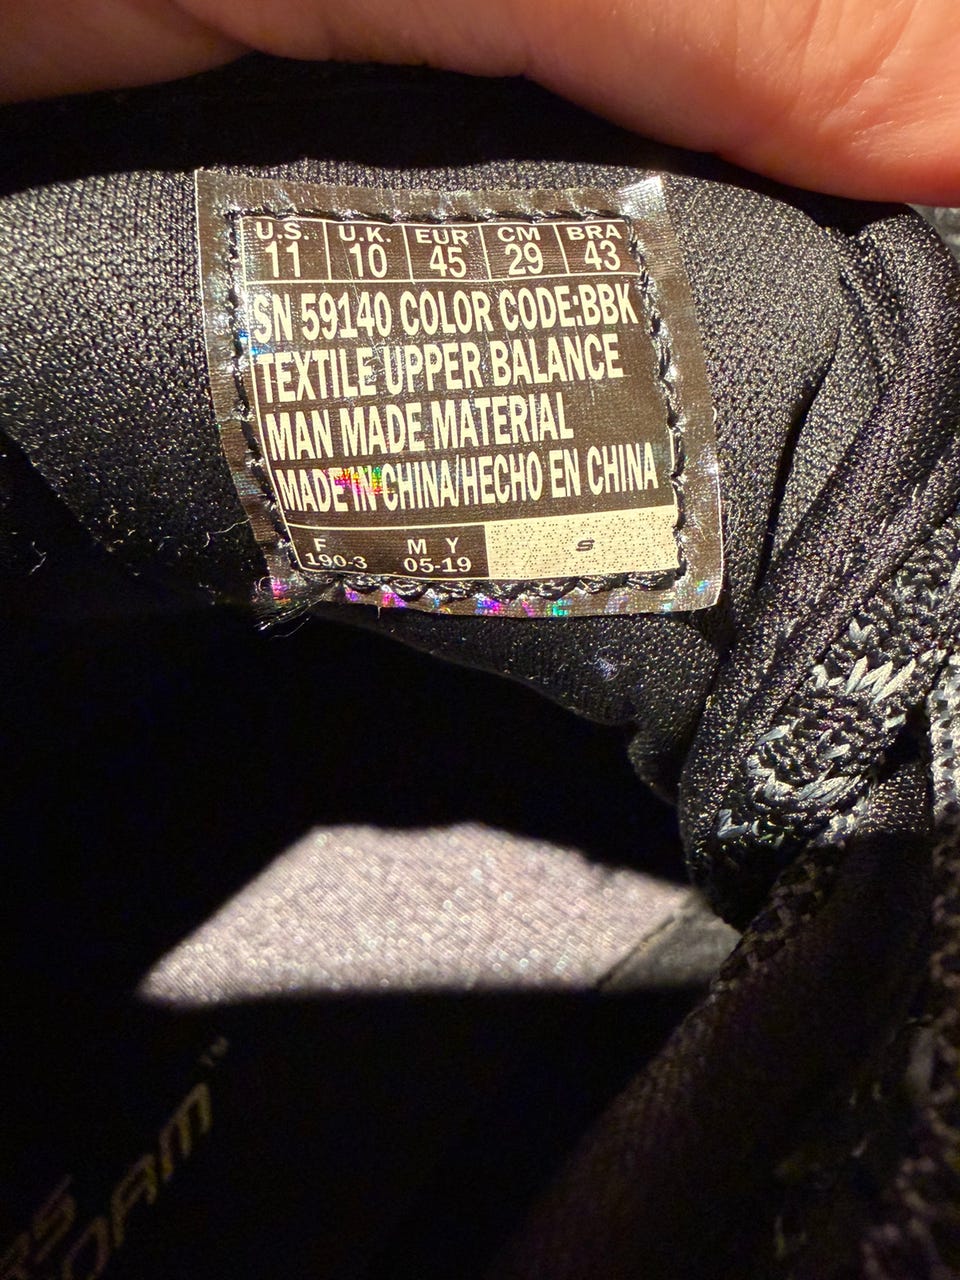 U.S. U.K. EUR CM BRA
11 10 45 29 43
SN 59140 COLOR CODE:BBK
TEXTILE UPPER BALANCE
MAN MADE MATERIAL
MADE IN CHINA/HECHO EN CHINA
F M Y
190-3 05-19
S